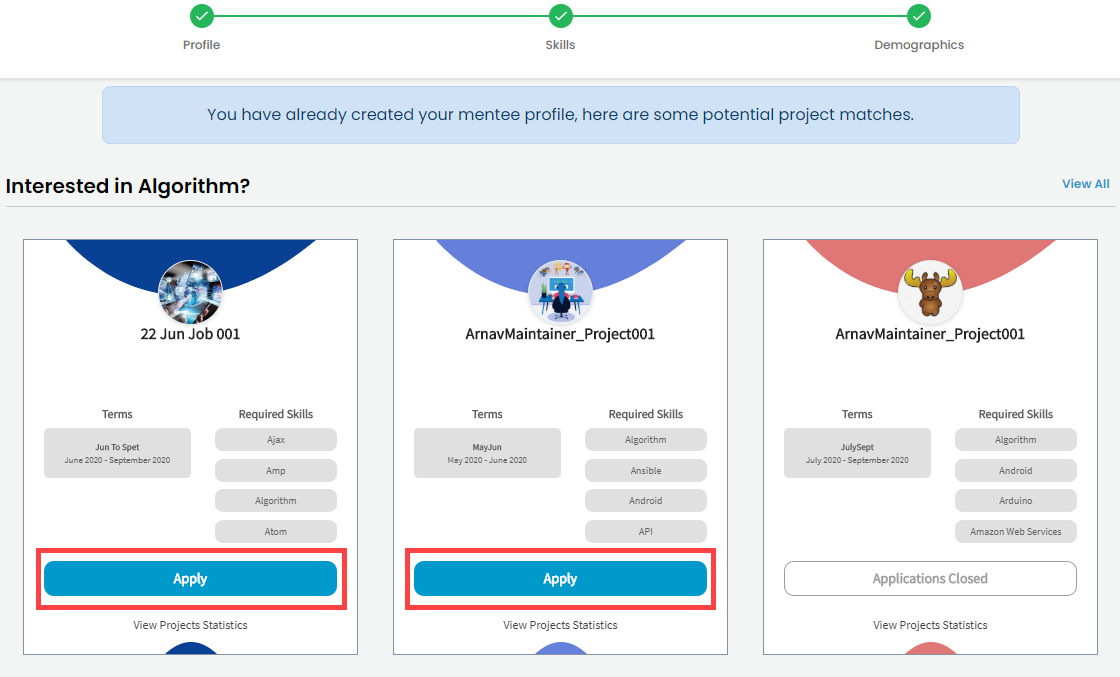 Profile
Skills
Demographics
You have already created your mentee profile, here are some potential project matches.
Interested in Algorithm?
View All
22 Jun Job 001
Terms
Required Skills
Jun To Spet
June 2020 - September 2020
Ajax
Amp
Algorithm
Atom
Apply
View Projects Statistics
ArnavMaintainer_Project001
Terms
Required Skills
MayJun
May 2020 - June 2020
Algorithm
Ansible
Android
API
Apply
View Projects Statistics
ArnavMaintainer_Project001
Terms
Required Skills
JulySept
July 2020 - September 2020
Algorithm
Android
Arduino
Amazon Web Services
Applications Closed
View Projects Statistics